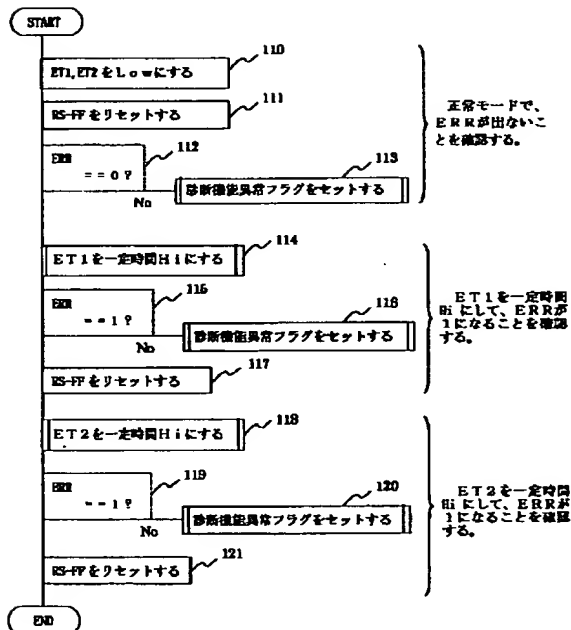 START
110
ET1,ET2をLowにする
111
RS-FFをリセットする
正常モードで、
ERRが出ないこ
とを確認する。
112
ERR
==0?
No
113
診断機能異常フラグをセットする
114
ET1を一定時間Hiにする
115
ERR
==1?
No
116
診断機能異常フラグをセットする
ET1を一定時間
Hiにして、ERRが
1になることを確認
する。
117
RS-FFをリセットする
118
ET2を一定時間Hiにする
119
ERR
==1?
No
120
診断機能異常フラグをセットする
ET2を一定時間
Hiにして、ERRが
1になることを確認
する。
121
RS-FFをリセットする
END